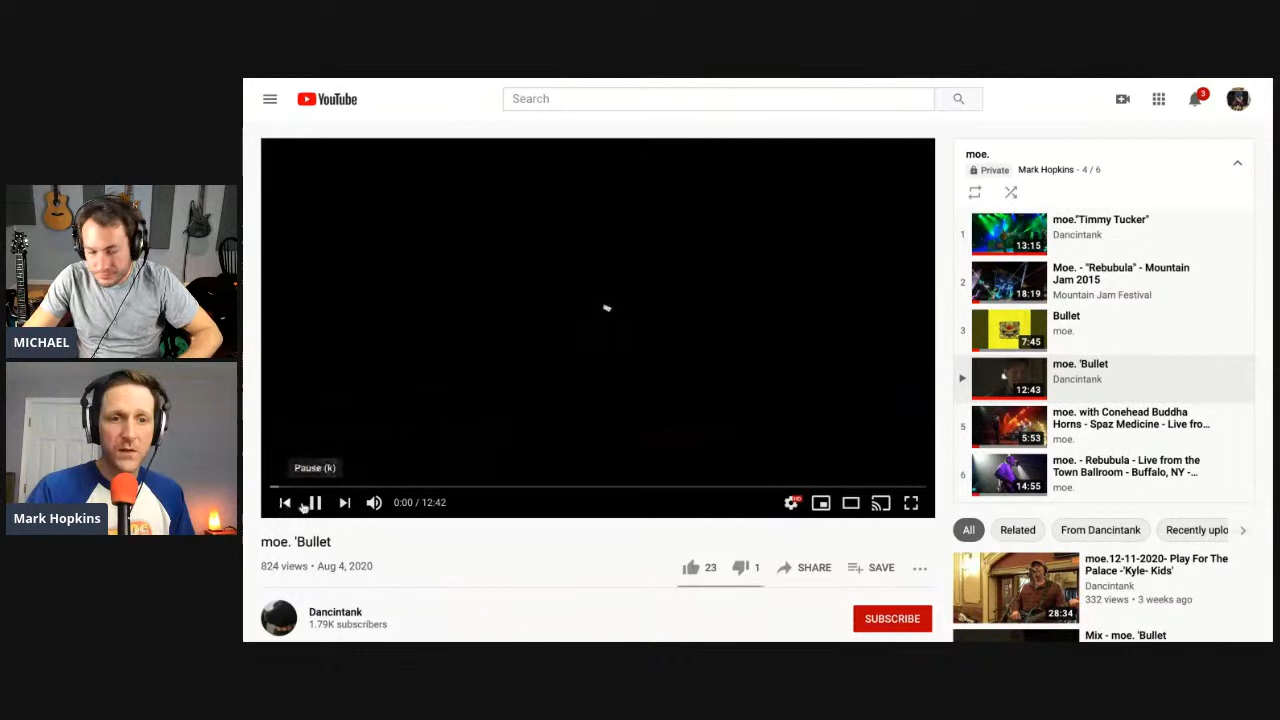 YouTube
Search
3
MICHAEL
Mark Hopkins
Pause (k)
0:00 / 12:42
HD
moe. 'Bullet
824 views • Aug 4, 2020
23
1
SHARE
SAVE
Dancintank
1.79K subscribers
SUBSCRIBE
moe.
Private Mark Hopkins - 4 / 6
1
moe."Timmy Tucker"
Dancintank
13:15
2
Moe. - "Rebubula" - Mountain
Jam 2015
Mountain Jam Festival
18:19
3
Bullet
moe.
7:45
moe. 'Bullet
Dancintank
12:43
5
moe. with Conehead Buddha
Horns - Spaz Medicine - Live fro...
moe.
5:53
6
moe. - Rebubula - Live from the
Town Ballroom - Buffalo, NY -...
moe.
14:55
All
Related
From Dancintank
Recently uplo
moe.12-11-2020- Play For The
Palace -'Kyle- Kids'
Dancintank
332 views • 3 weeks ago
28:34
Mix - moe. 'Bullet